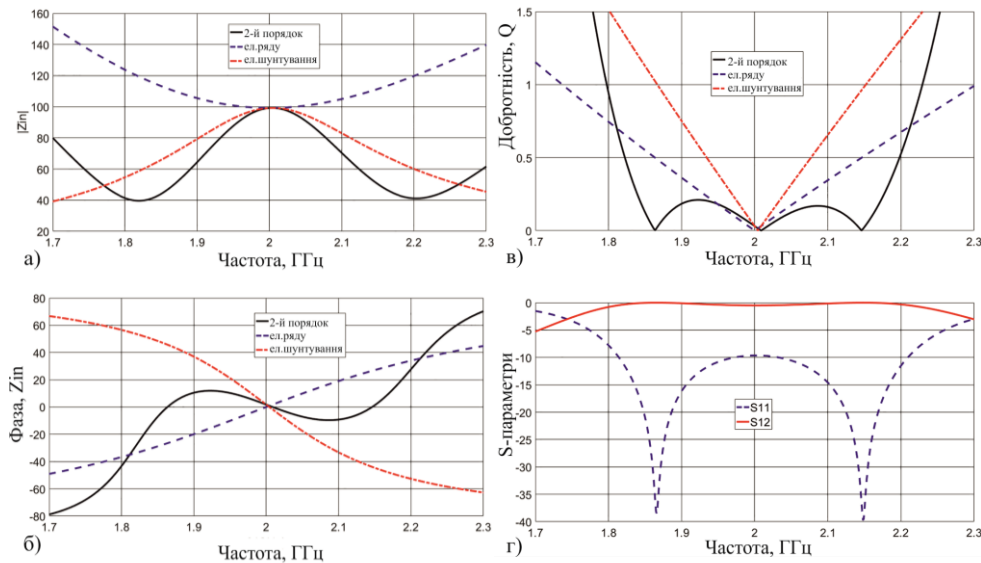 160
140
120
100
80
60
40
20
|Zin|
2-й порядок
ел.ряду
ел.шунтування
1.7 1.8 1.9 2 2.1 2.2 2.3
Частота, ГГц
а)
1.5
1
0.5
0
Добротність, Q
2-й порядок
ел.ряду
ел.шунтування
1.7 1.8 1.9 2 2.1 2.2 2.3
Частота, ГГц
в)
80
60
40
20
0
-20
-40
-60
-80
Фаза, Zin
2-й порядок
ел.ряду
ел.шунтування
1.7 1.8 1.9 2 2.1 2.2 2.3
Частота, ГГц
б)
0
-5
-10
-15
-20
-25
-30
-35
-40
S-параметри
S11
S12
1.7 1.8 1.9 2 2.1 2.2 2.3
Частота, ГГц
г)